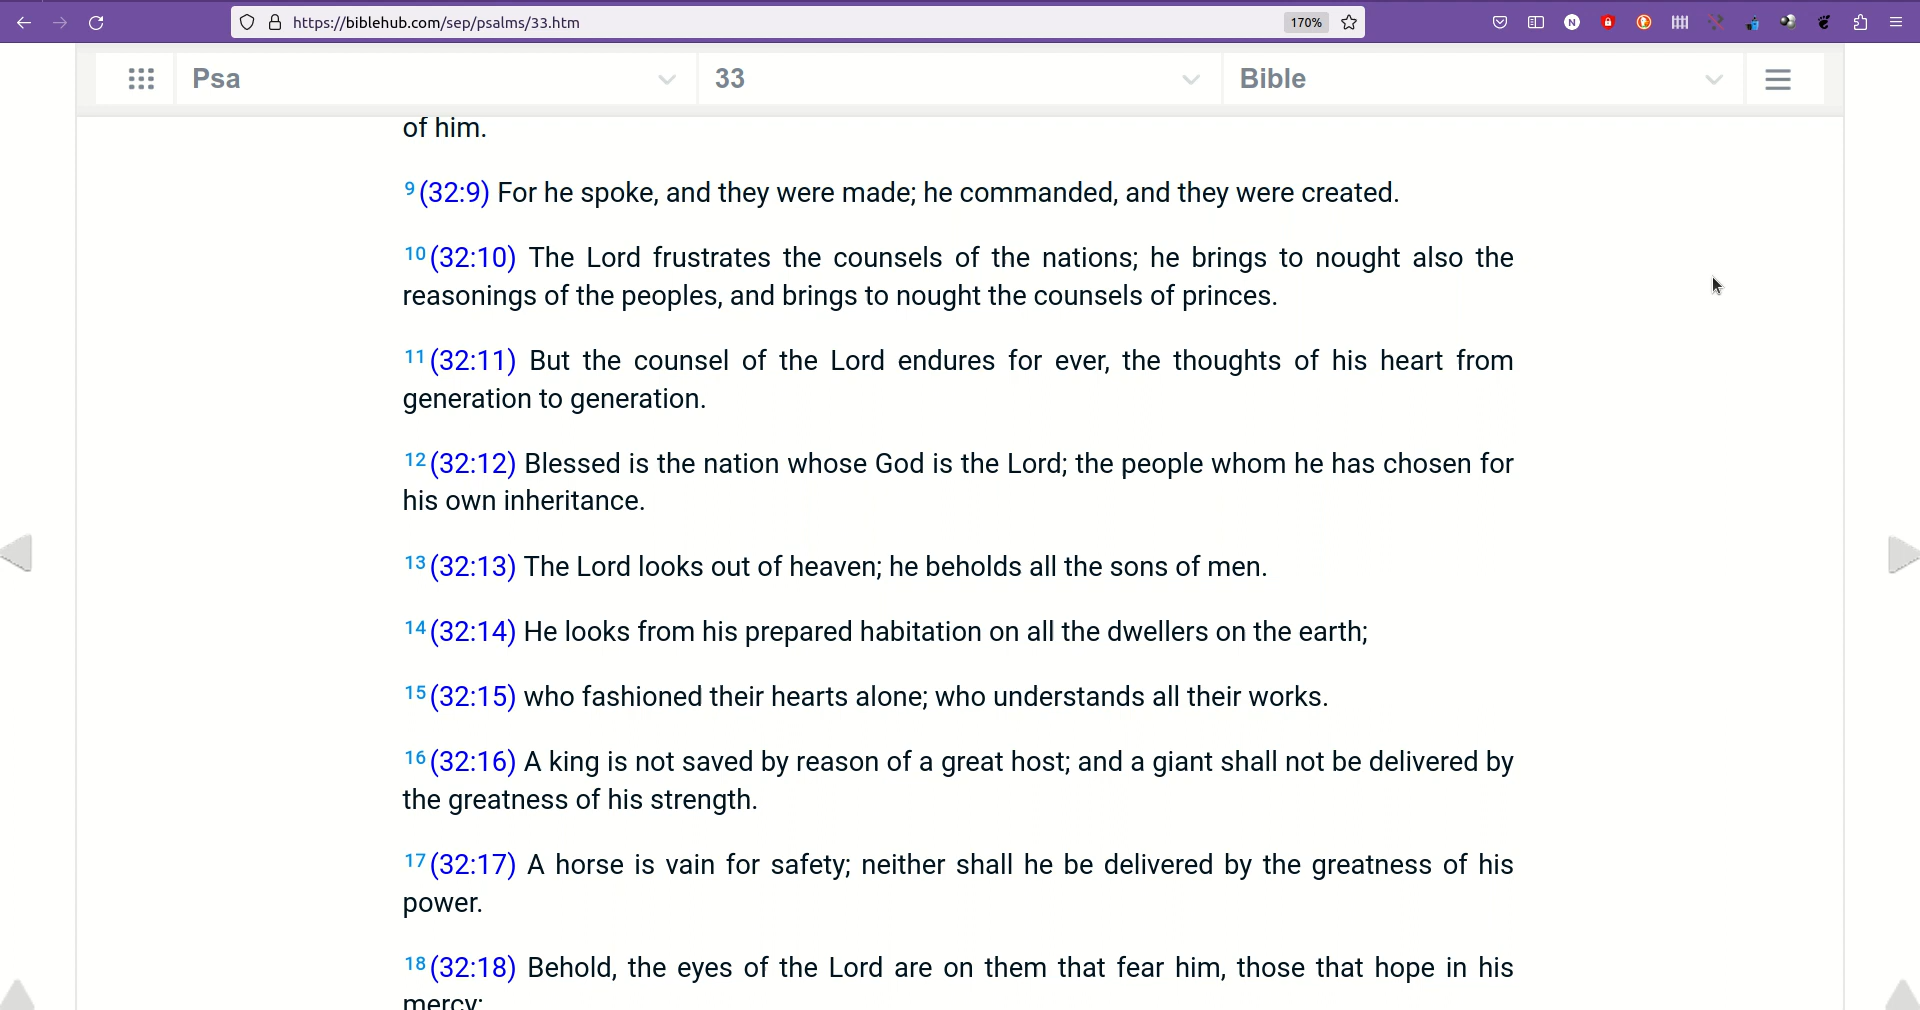 https://biblehub.com/sep/psalms/33.htm 170%
Psa 33 Bible
of him.
9 (32:9) For he spoke, and they were made; he commanded, and they were created.
10 (32:10) The Lord frustrates the counsels of the nations; he brings to nought also the
reasonings of the peoples, and brings to nought the counsels of princes.
11 (32:11) But the counsel of the Lord endures for ever, the thoughts of his heart from
generation to generation.
12 (32:12) Blessed is the nation whose God is the Lord; the people whom he has chosen for
his own inheritance.
13 (32:13) The Lord looks out of heaven; he beholds all the sons of men.
14 (32:14) He looks from his prepared habitation on all the dwellers on the earth;
15 (32:15) who fashioned their hearts alone; who understands all their works.
16 (32:16) A king is not saved by reason of a great host; and a giant shall not be delivered by
the greatness of his strength.
17 (32:17) A horse is vain for safety; neither shall he be delivered by the greatness of his
power.
18 (32:18) Behold, the eyes of the Lord are on them that fear him, those that hope in his
mercy;